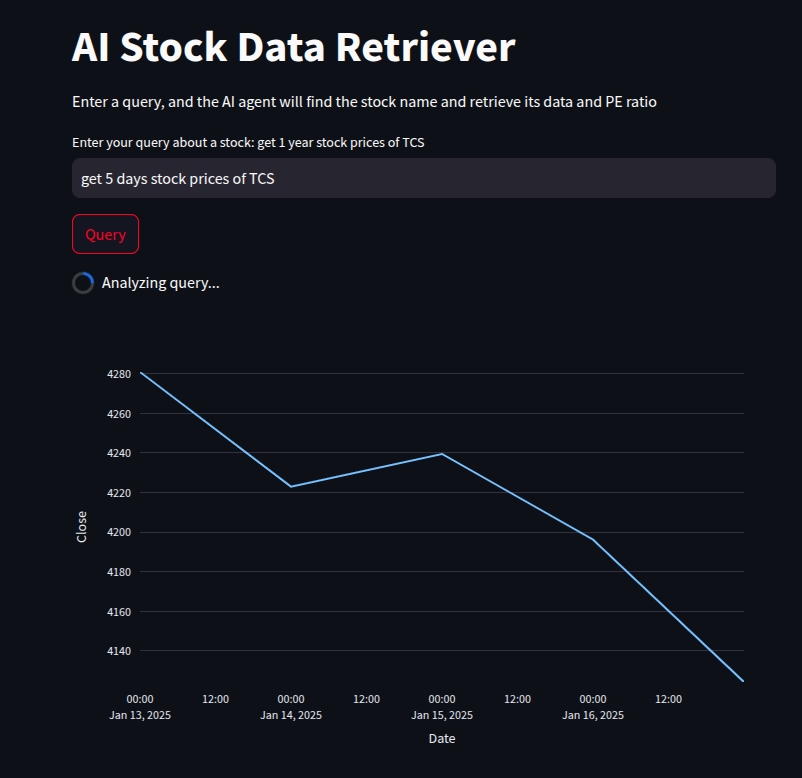 AI Stock Data Retriever
Enter a query, and the AI agent will find the stock name and retrieve its data and PE ratio
Enter your query about a stock: get 1 year stock prices of TCS
get 5 days stock prices of TCS
Query
Analyzing query...
4280
4260
4240
4220
4200
4180
4160
4140
Close
00:00 12:00 00:00 12:00 00:00 12:00 00:00 12:00
Jan 13, 2025 Jan 14, 2025 Jan 15, 2025 Jan 16, 2025
Date